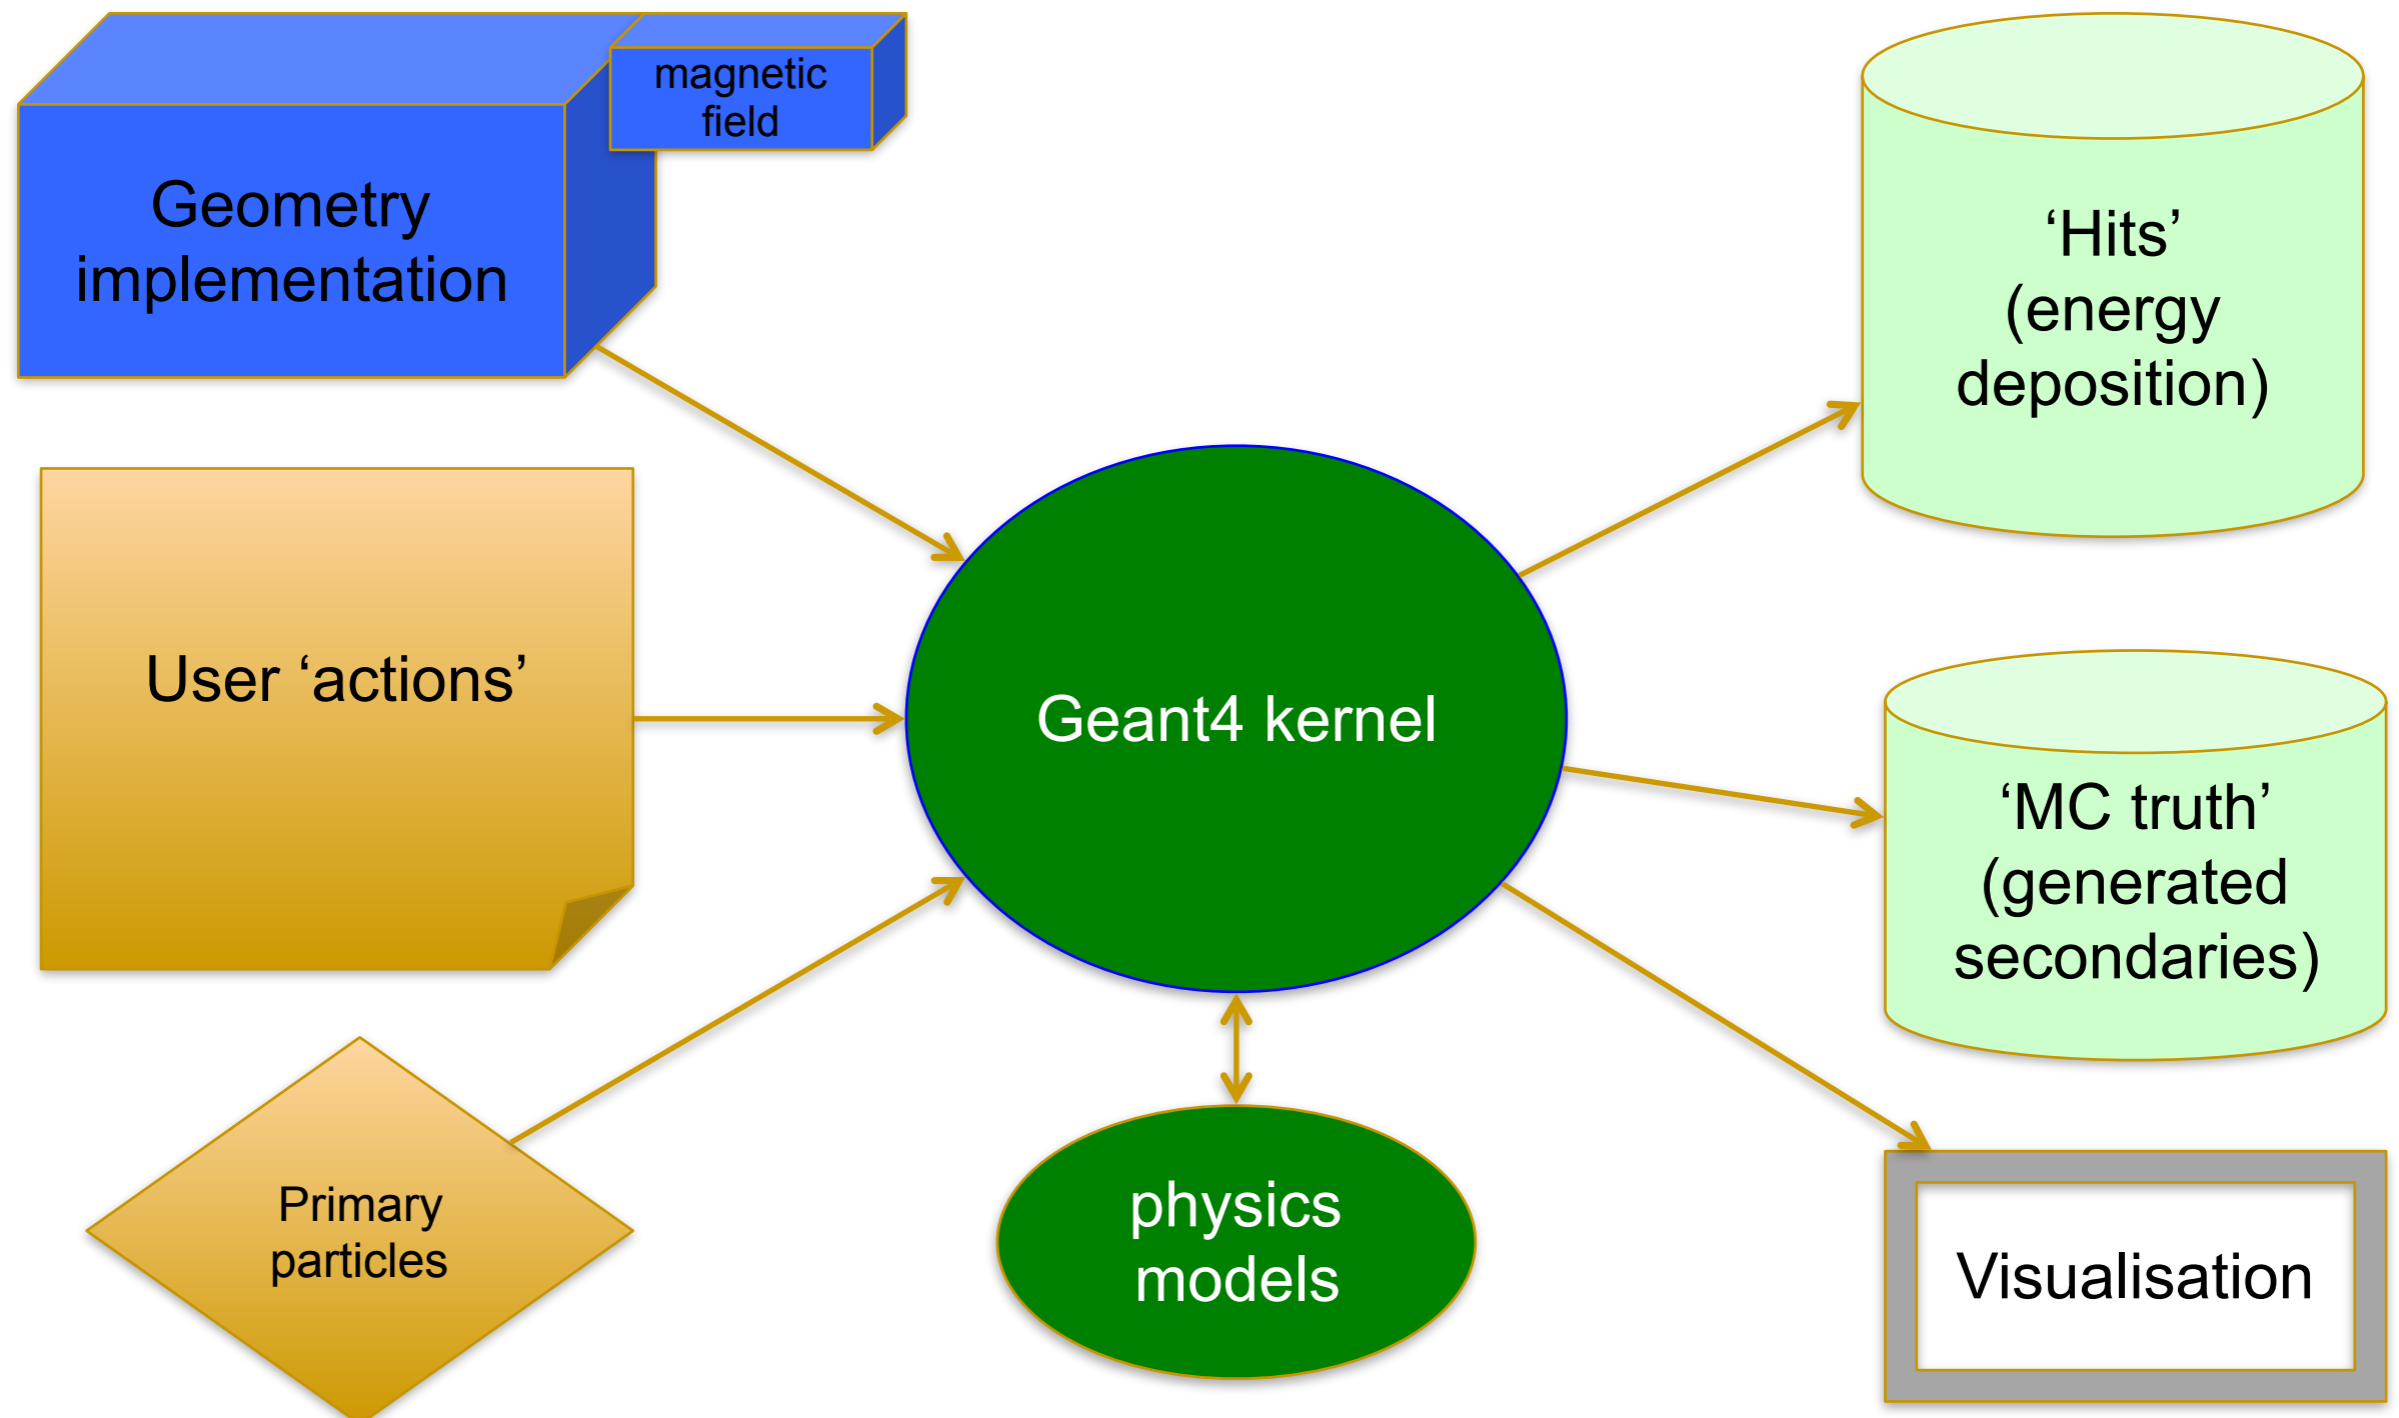 magnetic
field
Geometry
implementation
‘Hits’
(energy
deposition)
User ‘actions’
Geant4 kernel
‘MC truth’
(generated
secondaries)
Primary
particles
physics
models
Visualisation